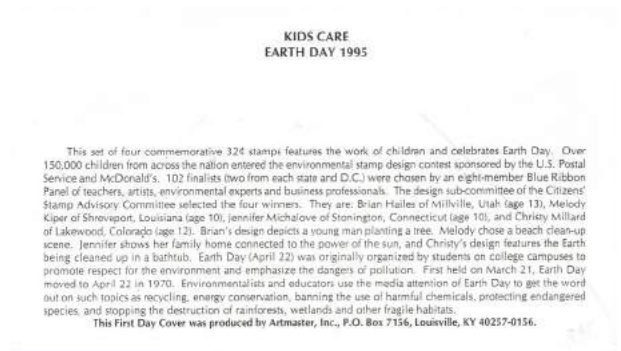 KIDS CARE
EARTH DAY 1995
This set of four commemorative 32¢ stamps features the work of children and celebrates Earth Day. Over
150,000 children from across the nation entered the environmental stamp design contest sponsored by the U.S. Postal
Service and McDonald's. 102 finalists (two from each state and D.C.) were chosen by an eight-member Blue Ribbon
Panel of teachers, artists, environmental experts and business professionals. The design sub-committee of the Citizens'
Stamp Advisory Committee selected the four winners. They are: Brian Hailes of Millville, Utah (age 13), Melody
Kiper of Shroveport, Louisiana (age 10), Jennifer Michalove of Stonington, Connecticut (age 10), and Christy Millard
of Lakewood, Colorado (age 12). Brian's design depicts a young man planting a tree. Melody chose a beach clean-up
scene. Jennifer shows her family home connected to the power of the sun, and Christy's design features the Earth
being cleaned up in a bathtub. Earth Day (April 22) was originally organized by students on college campuses to
promote respect for the environment and emphasize the dangers of pollution. First held on March 21, Earth Day
moved to April 22 in 1970. Environmentalists and educators use the media attention of Earth Day to get the word
out on such topics as recycling, energy conservation, banning the use of harmful chemicals, protecting endangered
species, and stopping the destruction of rainforests, wetlands and other fragile habitats.
This First Day Cover was produced by Artmaster, Inc., P.O. Box 7156, Louisville, KY 40257-0156.